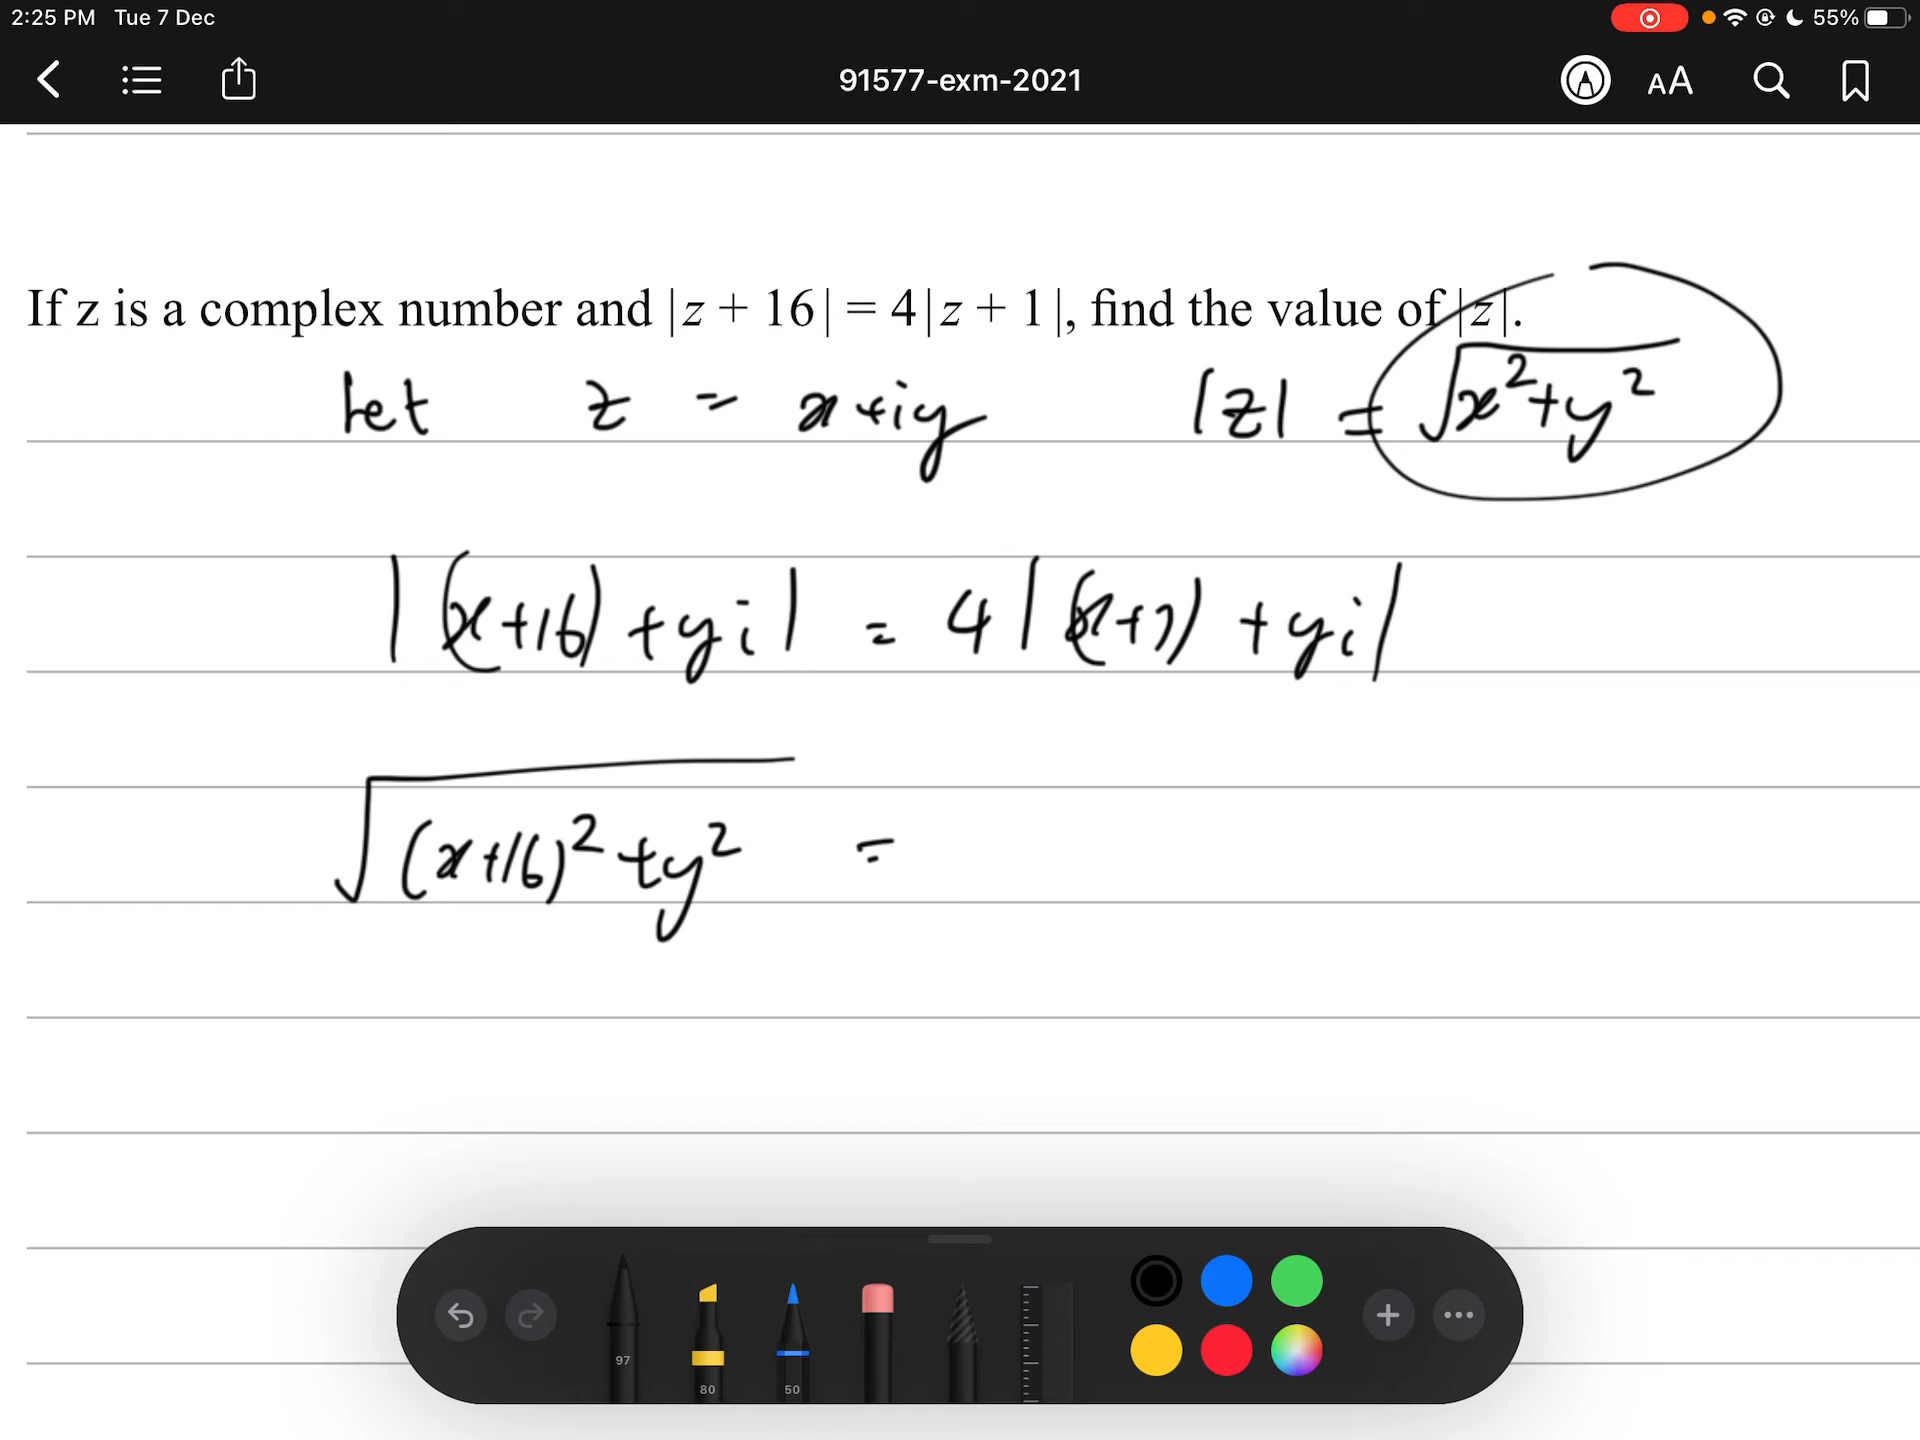 2:25 PM Tue 7 Dec 55%
91577-exm-2021 AA
If z is a complex number and |z + 16| = 4|z + 1|, find the value of |z|.
let z = x+iy |z| = √x²+y²
|(x+16)+yi| = 4|(x+1)+yi|
√(x+16)²+y² =
97 80 50